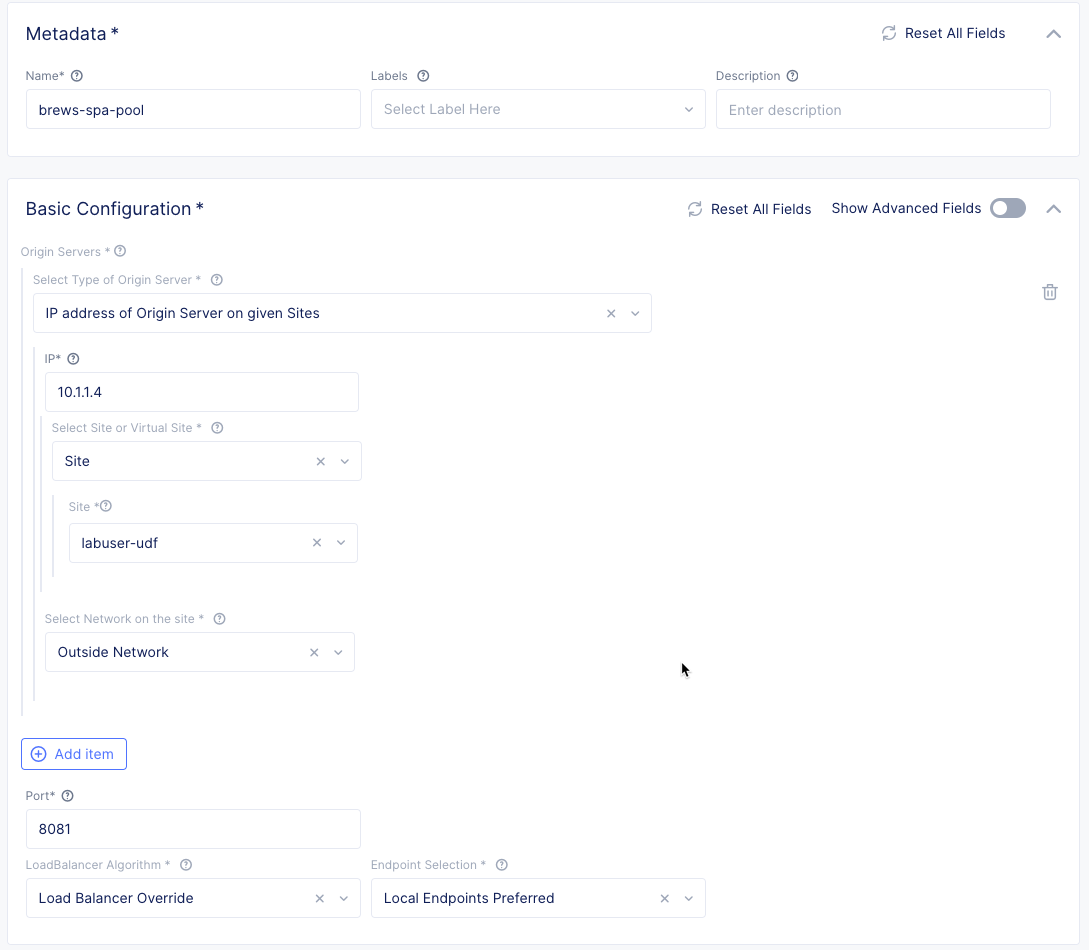 Metadata *
Reset All Fields
Name*
Labels
Description
brews-spa-pool
Select Label Here
Enter description
Basic Configuration *
Reset All Fields
Show Advanced Fields
Origin Servers *
Select Type of Origin Server *
IP address of Origin Server on given Sites
IP*
10.1.1.4
Select Site or Virtual Site *
Site
Site *
labuser-udf
Select Network on the site *
Outside Network
Add item
Port*
8081
LoadBalancer Algorithm *
Endpoint Selection *
Load Balancer Override
Local Endpoints Preferred